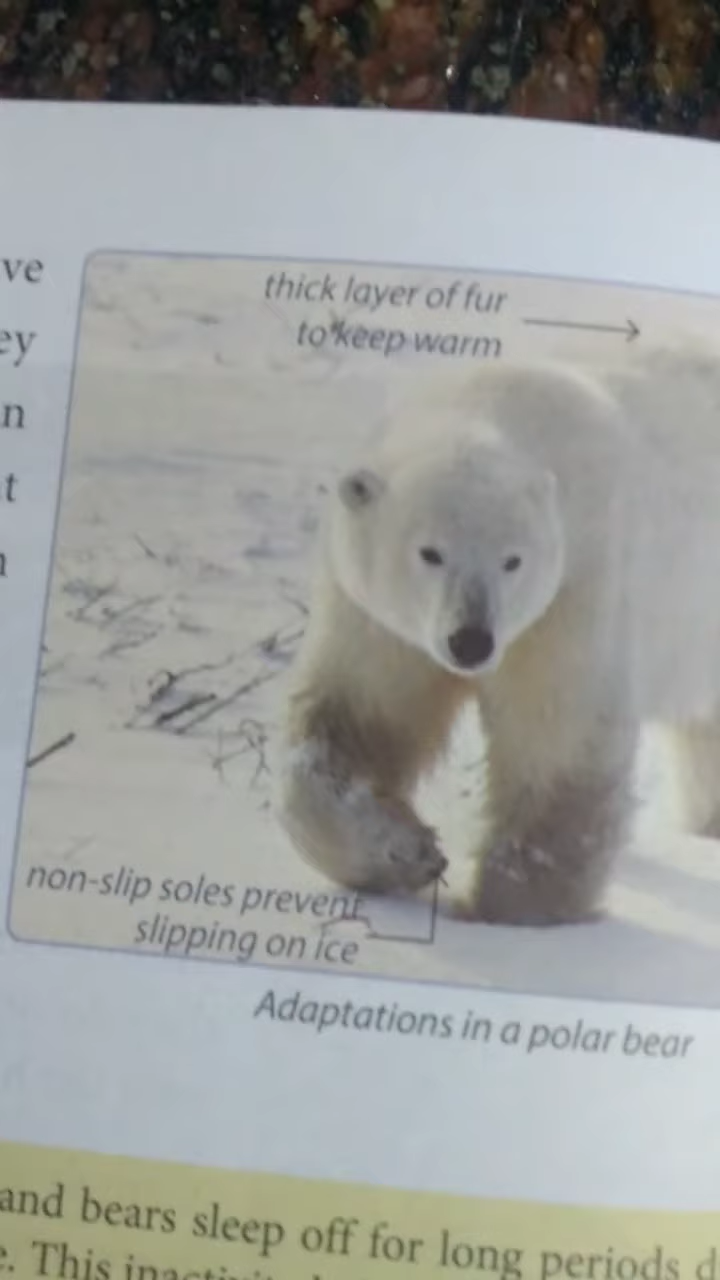 ve
ey
n
t
thick layer of fur
to keep warm
non-slip soles prevent
slipping on ice
Adaptations in a polar bear
and bears sleep off for long periods d
e. This